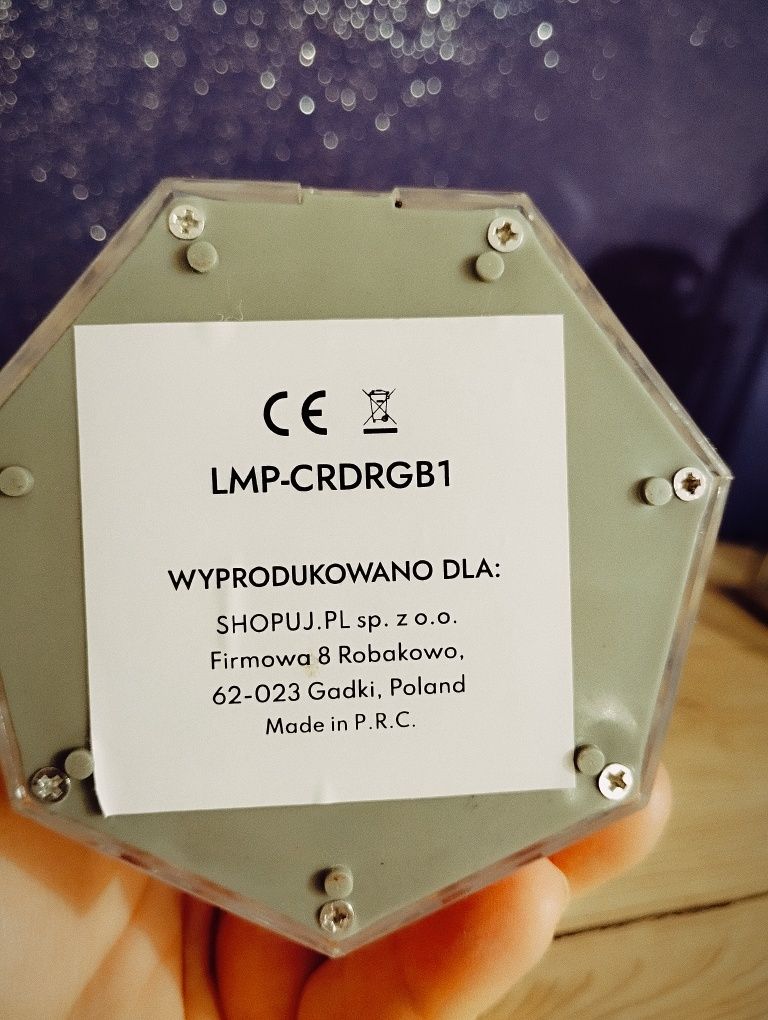 CE
LMP-CRDRGB1
WYPRODUKOWANO DLA:
SHOPUJ.PL sp. z o.o.
Firmowa 8 Robakowo,
62-023 Gadki, Poland
Made in P.R.C.